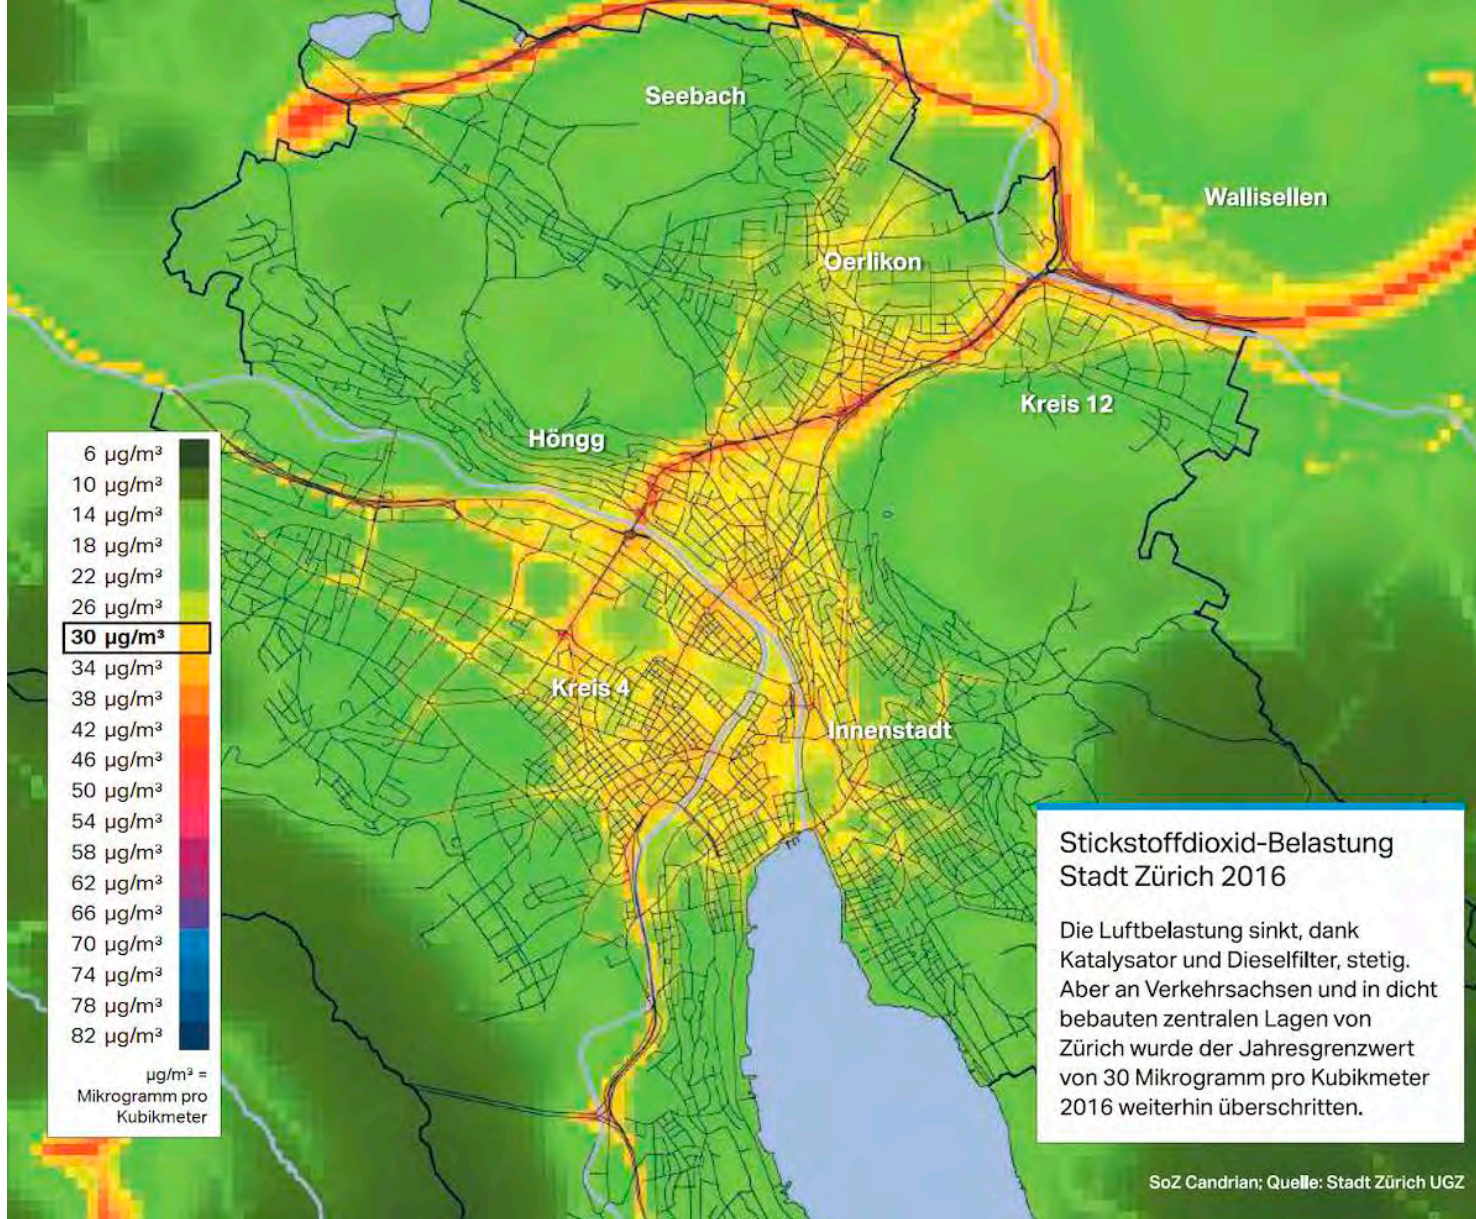 Seebach
Wallisellen
Oerlikon
Kreis 12
Höngg
6 µg/m³
10 µg/m³
14 µg/m³
18 µg/m³
22 µg/m³
26 µg/m³
30 µg/m³
34 µg/m³
38 µg/m³
42 µg/m³
46 µg/m³
50 µg/m³
54 µg/m³
58 µg/m³
62 µg/m³
66 µg/m³
70 µg/m³
74 µg/m³
78 µg/m³
82 µg/m³
µg/m³ =
Mikrogramm pro
Kubikmeter
Kreis 4
Innenstadt
Stickstoffdioxid-Belastung
Stadt Zürich 2016
Die Luftbelastung sinkt, dank
Katalysator und Dieselfilter, stetig.
Aber an Verkehrsachsen und in dicht
bebauten zentralen Lagen von
Zürich wurde der Jahresgrenzwert
von 30 Mikrogramm pro Kubikmeter
2016 weiterhin überschritten.
SoZ Candrian; Quelle: Stadt Zürich UGZ